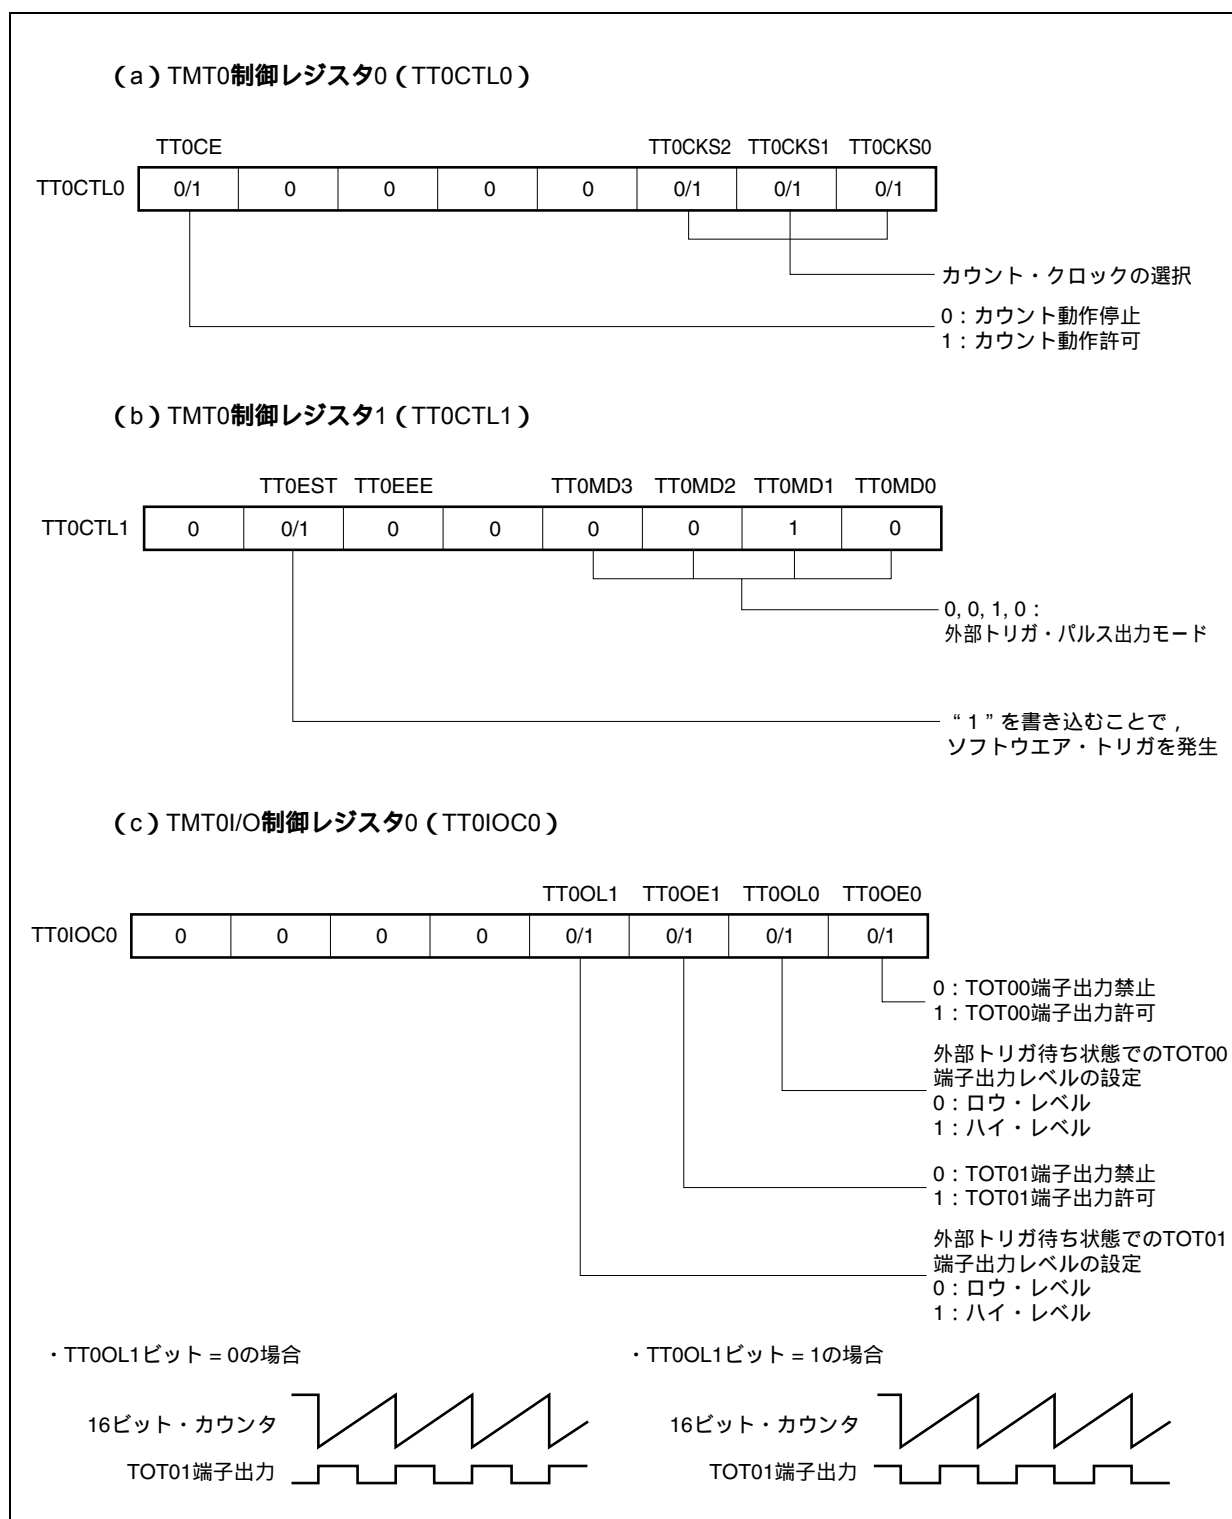 （a）TMT0制御レジスタ0（TT0CTL0）
TT0CE TT0CKS2 TT0CKS1 TT0CKS0
TT0CTL0 0/1 0 0 0 0 0/1 0/1 0/1
カウント・クロックの選択
0：カウント動作停止
1：カウント動作許可
（b）TMT0制御レジスタ1（TT0CTL1）
TT0EST TT0EEE TT0MD3 TT0MD2 TT0MD1 TT0MD0
TT0CTL1 0 0/1 0 0 0 0 1 0
0, 0, 1, 0：
外部トリガ・パルス出力モード
“1”を書き込むことで，
ソフトウエア・トリガを発生
（c）TMT0I/O制御レジスタ0（TT0IOC0）
TT0OL1 TT0OE1 TT0OL0 TT0OE0
TT0IOC0 0 0 0 0 0/1 0/1 0/1 0/1
0：TOT00端子出力禁止
1：TOT00端子出力許可
外部トリガ待ち状態でのTOT00
端子出力レベルの設定
0：ロウ・レベル
1：ハイ・レベル
0：TOT01端子出力禁止
1：TOT01端子出力許可
外部トリガ待ち状態でのTOT01
端子出力レベルの設定
0：ロウ・レベル
1：ハイ・レベル
・TT0OL1ビット = 0の場合
16ビット・カウンタ
TOT01端子出力
・TT0OL1ビット = 1の場合
16ビット・カウンタ
TOT01端子出力